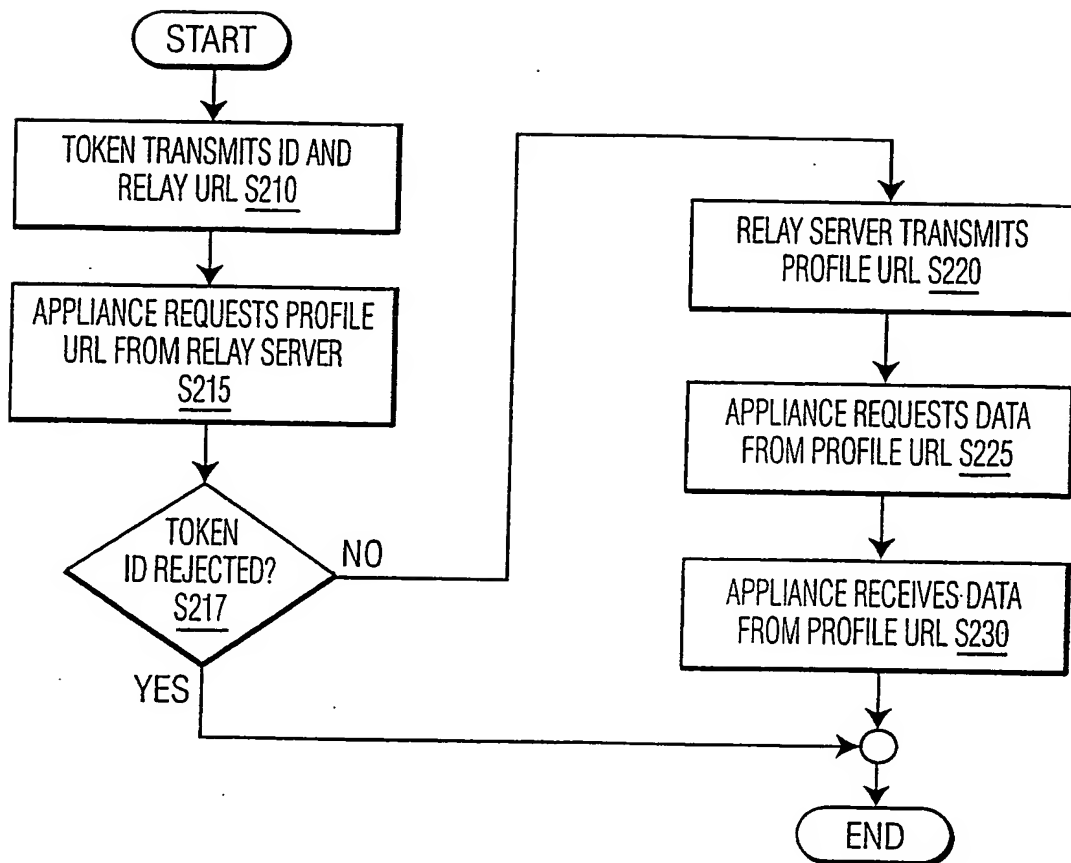 START
TOKEN TRANSMITS ID AND
RELAY URL S210
APPLIANCE REQUESTS PROFILE
URL FROM RELAY SERVER
S215
TOKEN
ID REJECTED?
S217
NO
YES
RELAY SERVER TRANSMITS
PROFILE URL S220
APPLIANCE REQUESTS DATA
FROM PROFILE URL S225
APPLIANCE RECEIVES DATA
FROM PROFILE URL S230
END